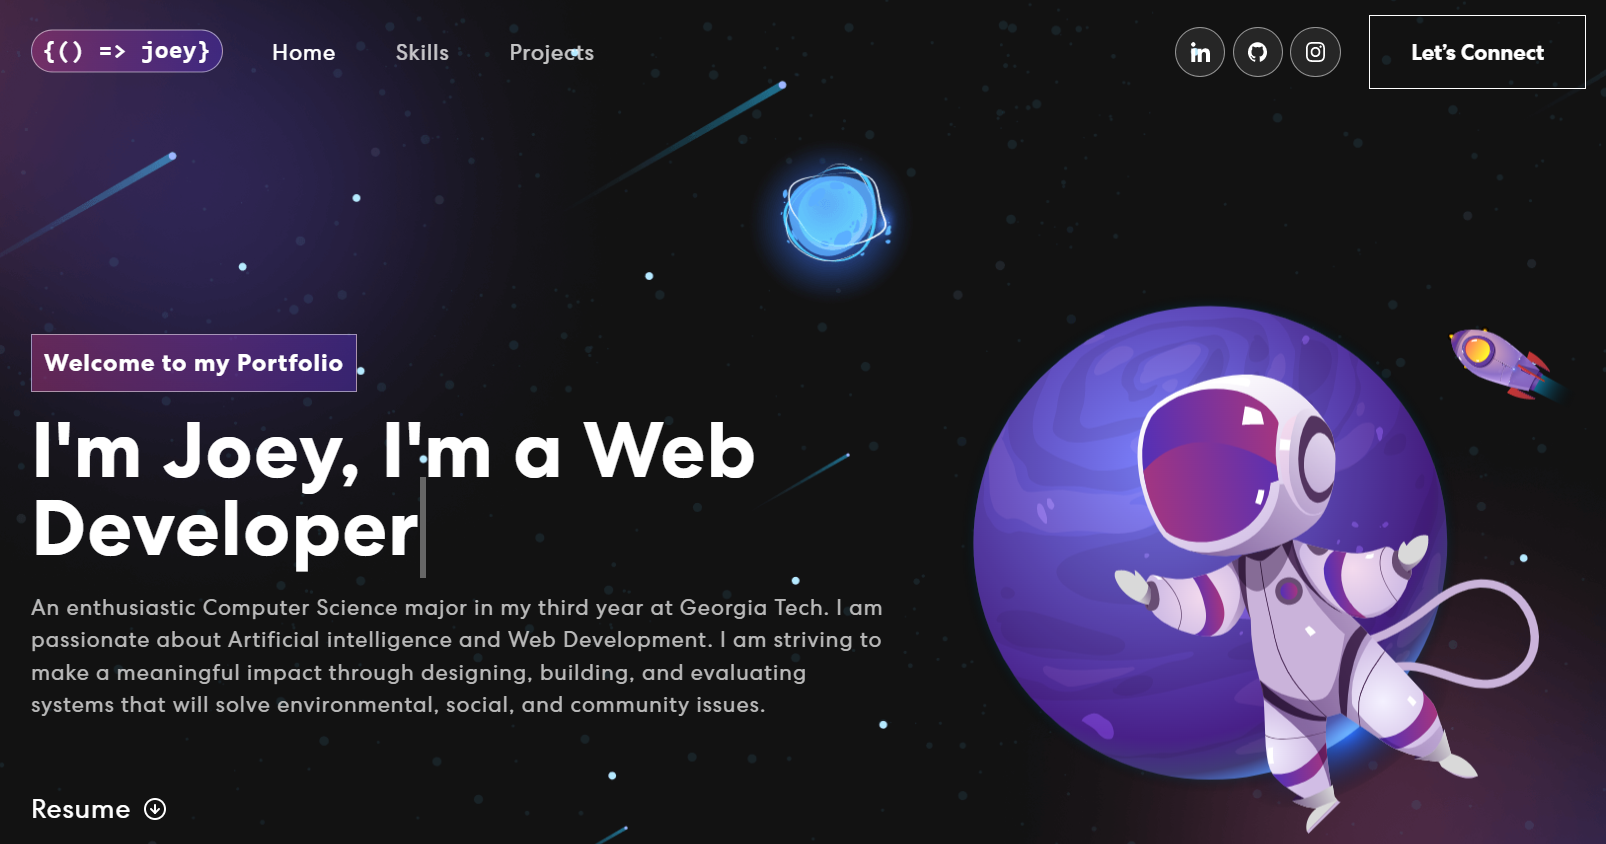 {() => joey}
Home
Skills
Projects
in
Let's Connect
Welcome to my Portfolio
I'm Joey, I'm a Web
Developer
An enthusiastic Computer Science major in my third year at Georgia Tech. I am
passionate about Artificial intelligence and Web Development. I am striving to
make a meaningful impact through designing, building, and evaluating
systems that will solve environmental, social, and community issues.
Resume